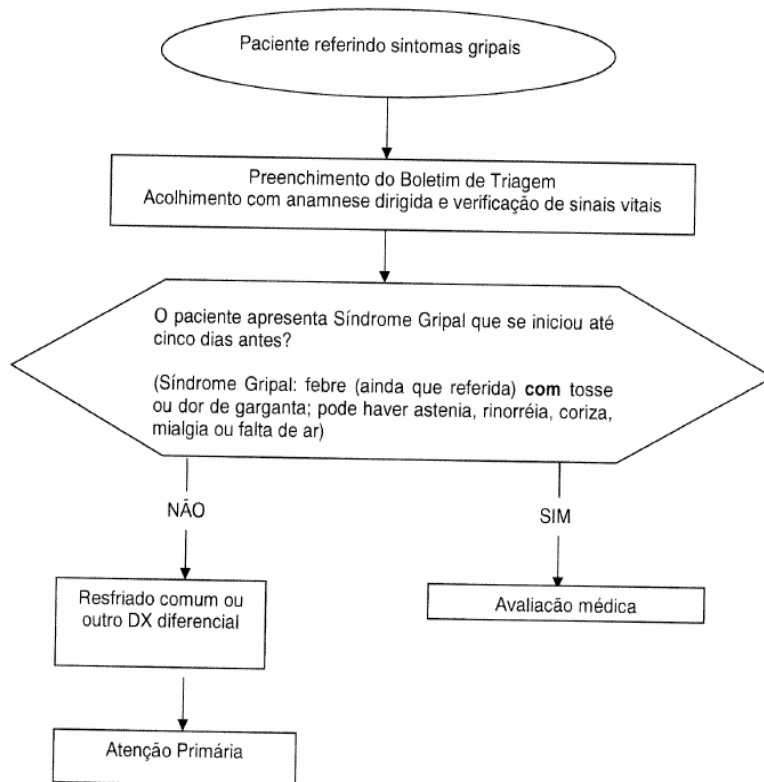 Paciente referindo sintomas gripais
Preenchimento do Boletim de Triagem
Acolhimento com anamnese dirigida e verificação de sinais vitais
O paciente apresenta Síndrome Gripal que se iniciou até
cinco dias antes?
(Síndrome Gripal: febre (ainda que referida) com tosse
ou dor de garganta; pode haver astenia, rinorréia, coriza,
mialgia ou falta de ar)
NÃO
SIM
Resfriado comum ou
outro DX diferencial
Avaliacão médica
Atenção Primária